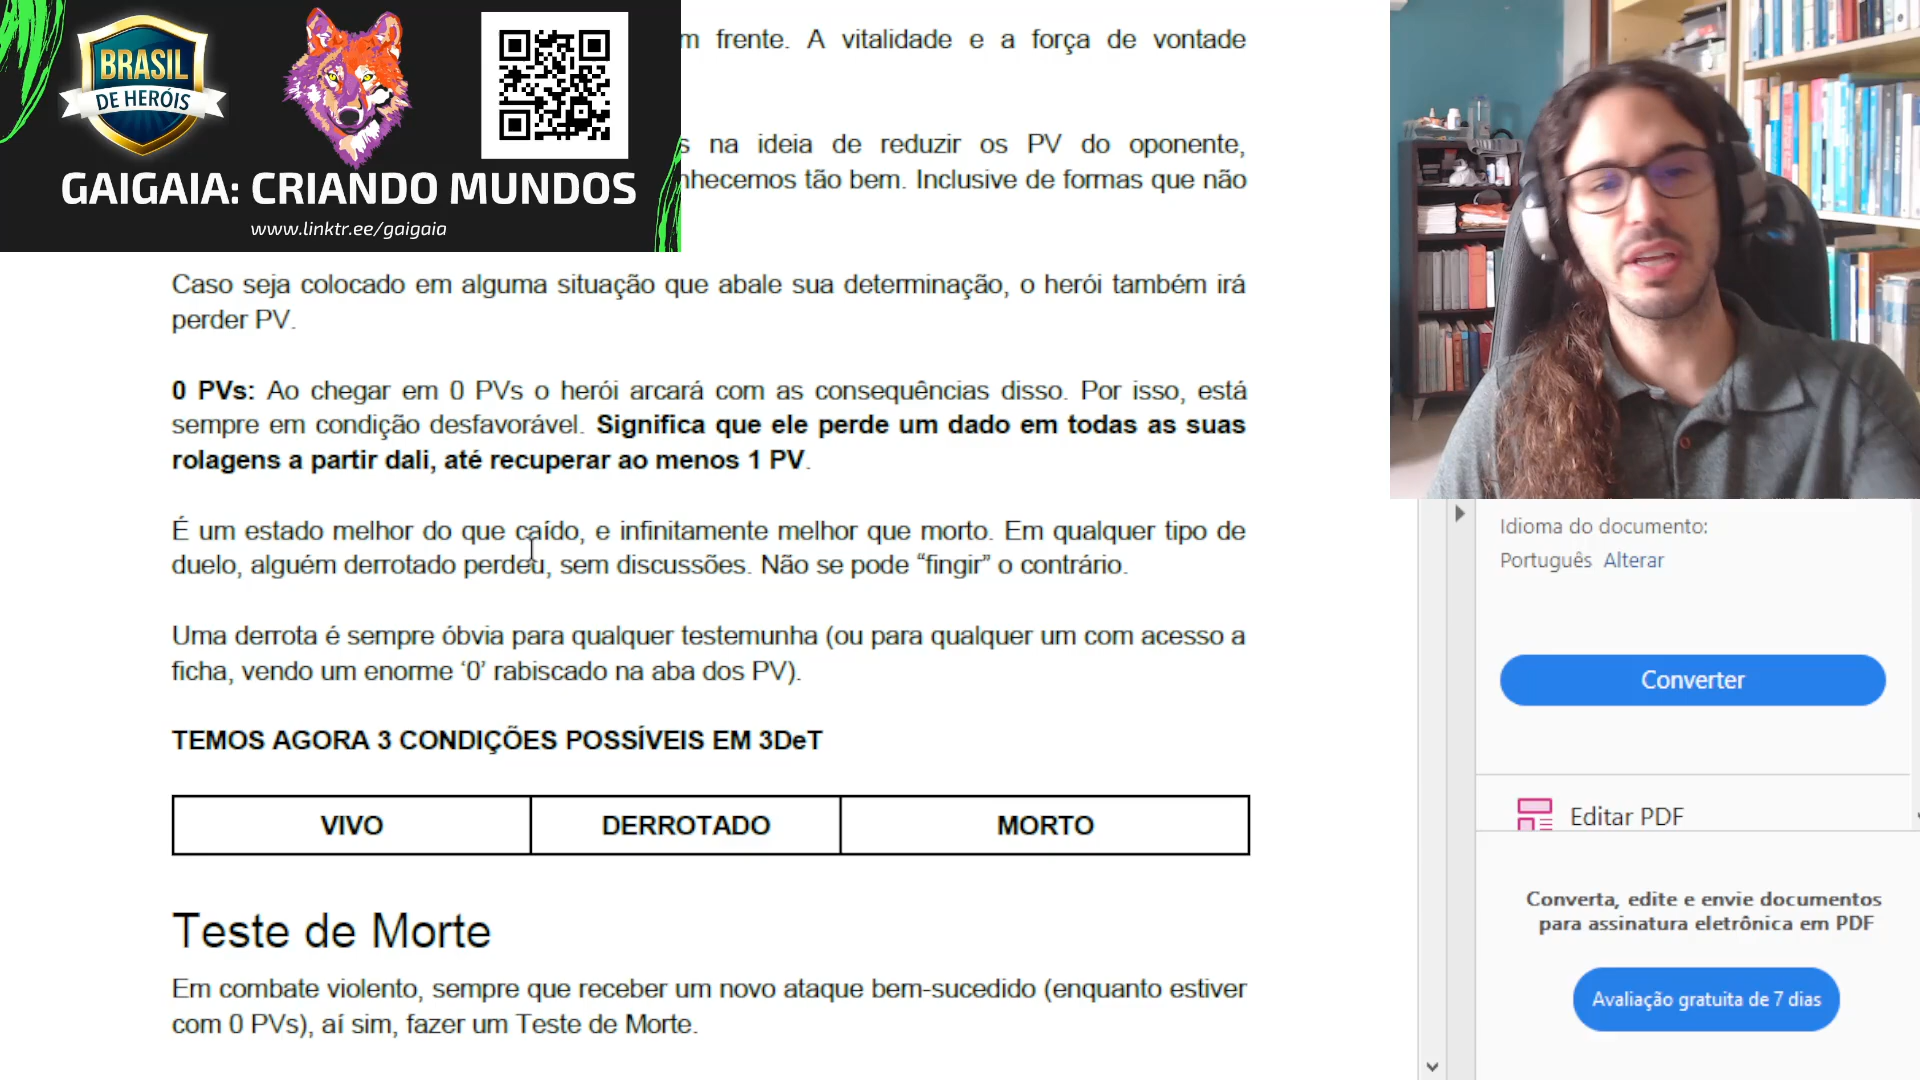 BRASIL
DE HERÓIS
GAIGAIA: CRIANDO MUNDOS
www.linktr.ee/gaigaia
frente. A vitalidade e a força de vontade
na ideia de reduzir os PV do oponente,
tão bem. Inclusive de formas que não
Caso seja colocado em alguma situação que abale sua determinação, o herói também irá
perder PV.
0 PVs: Ao chegar em 0 PVs o herói arcará com as consequências disso. Por isso, está
sempre em condição desfavorável. Significa que ele perde um dado em todas as suas
rolagens a partir dali, até recuperar ao menos 1 PV.
É um estado melhor do que caído, e infinitamente melhor que morto. Em qualquer tipo de
duelo, alguém derrotado perdeu, sem discussões. Não se pode “fingir” o contrário.
Uma derrota é sempre óbvia para qualquer testemunha (ou para qualquer um com acesso a
ficha, vendo um enorme ‘0’ rabiscado na aba dos PV).
TEMOS AGORA 3 CONDIÇÕES POSSÍVEIS EM 3DeT
VIVO
DERROTADO
MORTO
Teste de Morte
Em combate violento, sempre que receber um novo ataque bem-sucedido (enquanto estiver
com 0 PVs), aí sim, fazer um Teste de Morte.
Idioma do documento:
Português Alterar
Converter
Editar PDF
Converta, edite e envie documentos
para assinatura eletrônica em PDF
Avaliação gratuita de 7 dias